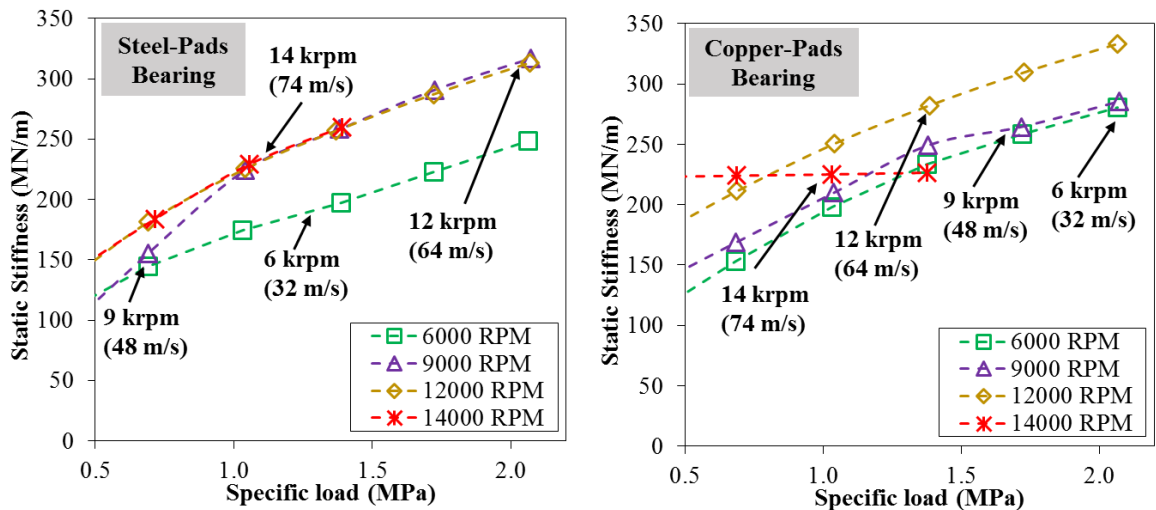 Steel-Pads
Bearing
14 krpm
(74 m/s)
12 krpm
(64 m/s)
6 krpm
(32 m/s)
9 krpm
(48 m/s)
6000 RPM
9000 RPM
12000 RPM
14000 RPM
Static Stiffness (MN/m)
350
300
250
200
150
100
50
0
0.5
1.0
1.5
2.0
Specific load (MPa)
Copper-Pads
Bearing
9 krpm
(48 m/s)
6 krpm
(32 m/s)
12 krpm
(64 m/s)
14 krpm
(74 m/s)
6000 RPM
9000 RPM
12000 RPM
14000 RPM
Static Stiffness (MN/m)
350
300
250
200
150
100
50
0
0.5
1.0
1.5
2.0
Specific load (MPa)